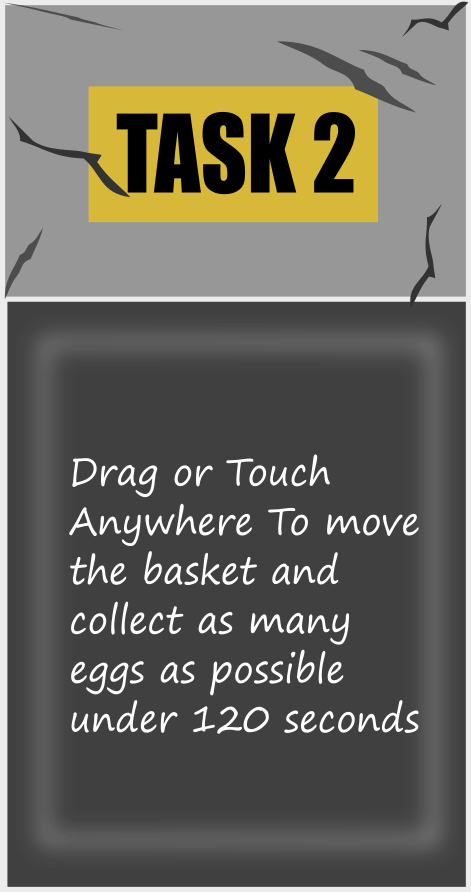 TASK 2
Drag or Touch
Anywhere To move
the basket and
collect as many
eggs as possible
under 120 seconds